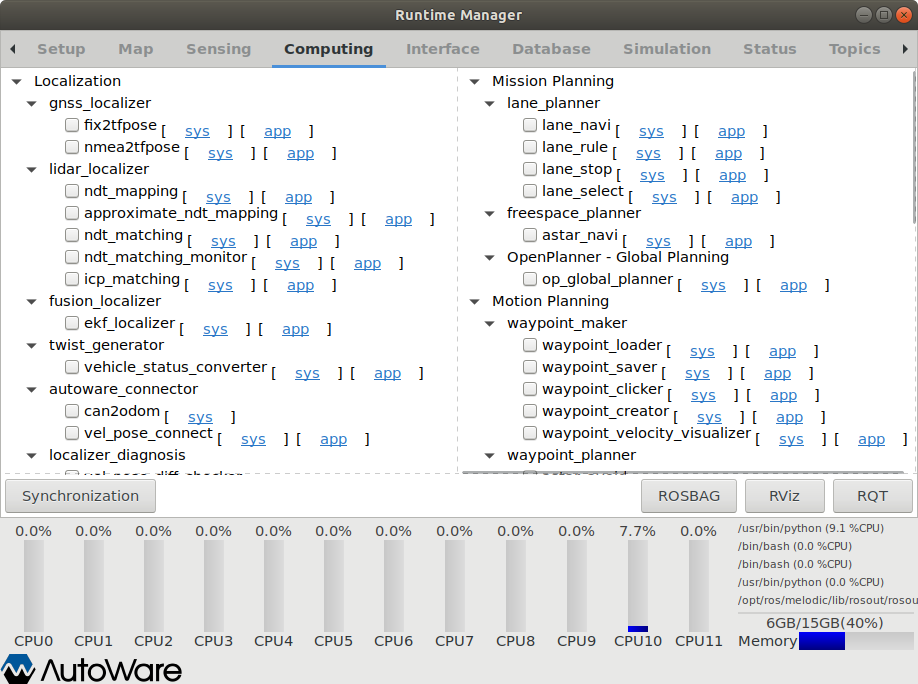 Runtime Manager
Setup Map Sensing Computing Interface Database Simulation Status Topics
Localization
gnss_localizer
fix2tfpose [ sys ] [ app ]
nmea2tfpose [ sys ] [ app ]
lidar_localizer
ndt_mapping [ sys ] [ app ]
approximate_ndt_mapping [ sys ] [ app ]
ndt_matching [ sys ] [ app ]
ndt_matching_monitor [ sys ] [ app ]
icp_matching [ sys ] [ app ]
fusion_localizer
ekf_localizer [ sys ] [ app ]
twist_generator
vehicle_status_converter [ sys ] [ app ]
autoware_connector
can2odom [ sys ]
vel_pose_connect [ sys ] [ app ]
localizer_diagnosis
Mission Planning
lane_planner
lane_navi [ sys ] [ app ]
lane_rule [ sys ] [ app ]
lane_stop [ sys ] [ app ]
lane_select [ sys ] [ app ]
freespace_planner
astar_navi [ sys ] [ app ]
OpenPlanner - Global Planning
op_global_planner [ sys ] [ app ]
Motion Planning
waypoint_maker
waypoint_loader [ sys ] [ app ]
waypoint_saver [ sys ] [ app ]
waypoint_clicker [ sys ] [ app ]
waypoint_creator [ sys ] [ app ]
waypoint_velocity_visualizer [ sys ] [ app ]
waypoint_planner
Synchronization ROSBAG RViz RQT
0.0% 0.0% 0.0% 0.0% 0.0% 0.0% 0.0% 0.0% 0.0% 0.0% 7.7% 0.0%
CPU0 CPU1 CPU2 CPU3 CPU4 CPU5 CPU6 CPU7 CPU8 CPU9 CPU10 CPU11
/usr/bin/python (9.1 %CPU)
/bin/bash (0.0 %CPU)
/bin/bash (0.0 %CPU)
/usr/bin/python (0.0 %CPU)
/opt/ros/melodic/lib/rosout/rosou
6GB/15GB(40%)
Memory
AutoWare